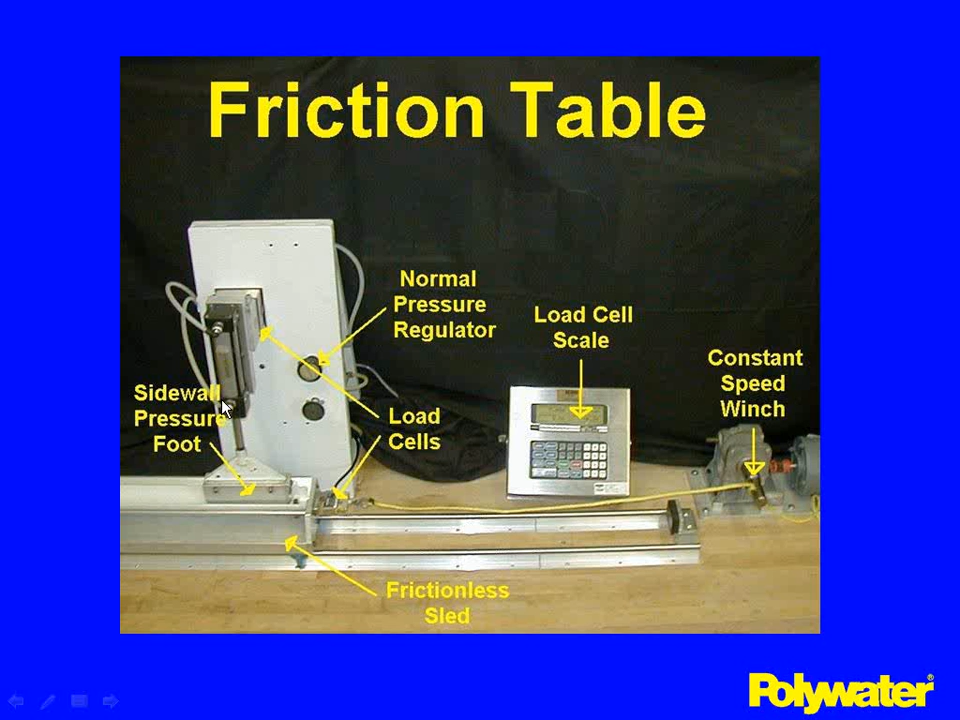 Friction Table
Normal
Pressure
Regulator
Load Cell
Scale
Constant
Speed
Winch
Sidewall
Pressure
Foot
Load
Cells
Frictionless
Sled
Polywater®